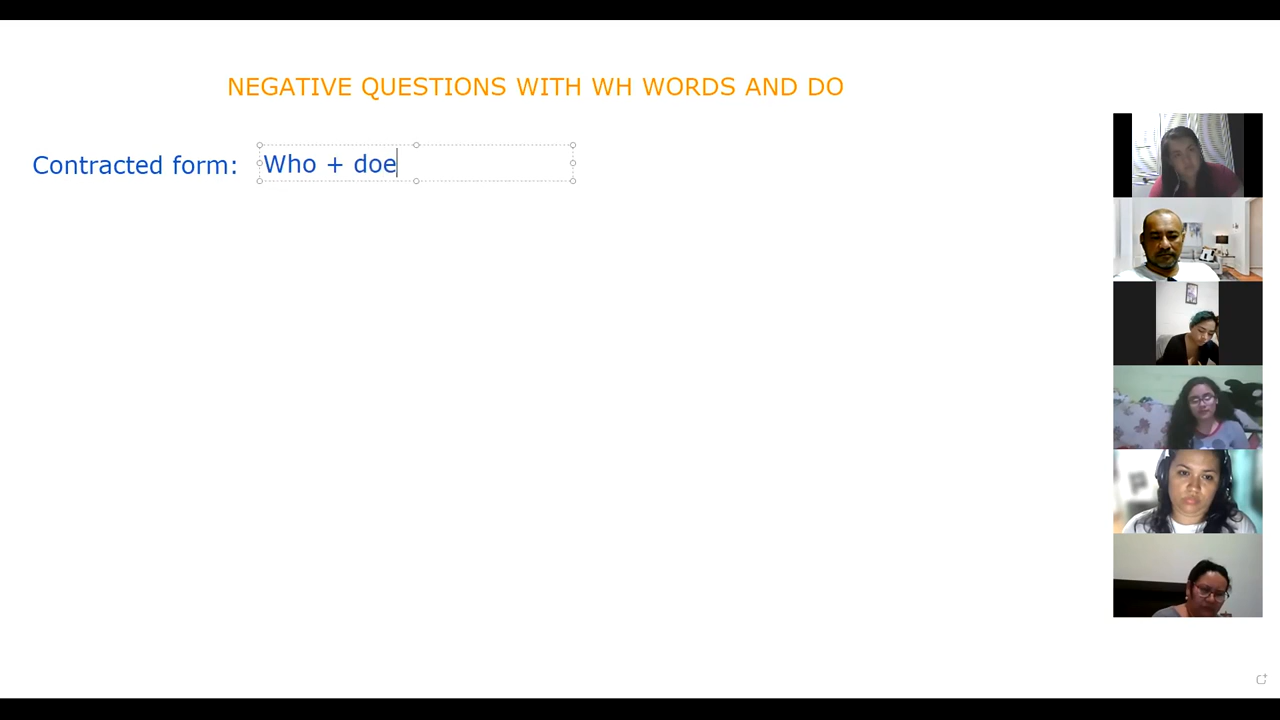 NEGATIVE QUESTIONS WITH WH WORDS AND DO
Contracted form: Who + doe